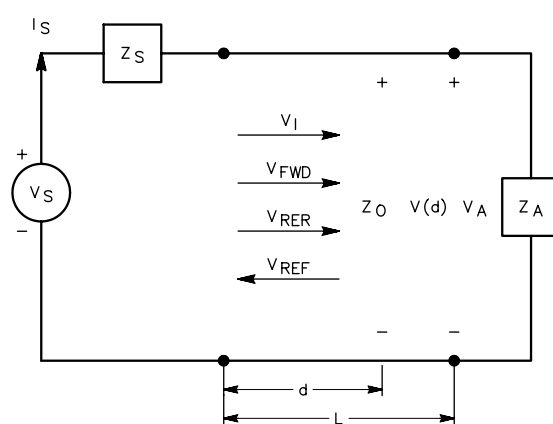 I S
Z S
+ +
V I
+
V FWD
V S
Z O V(d) V A Z A
V RER
−
V REF
− −
d
L